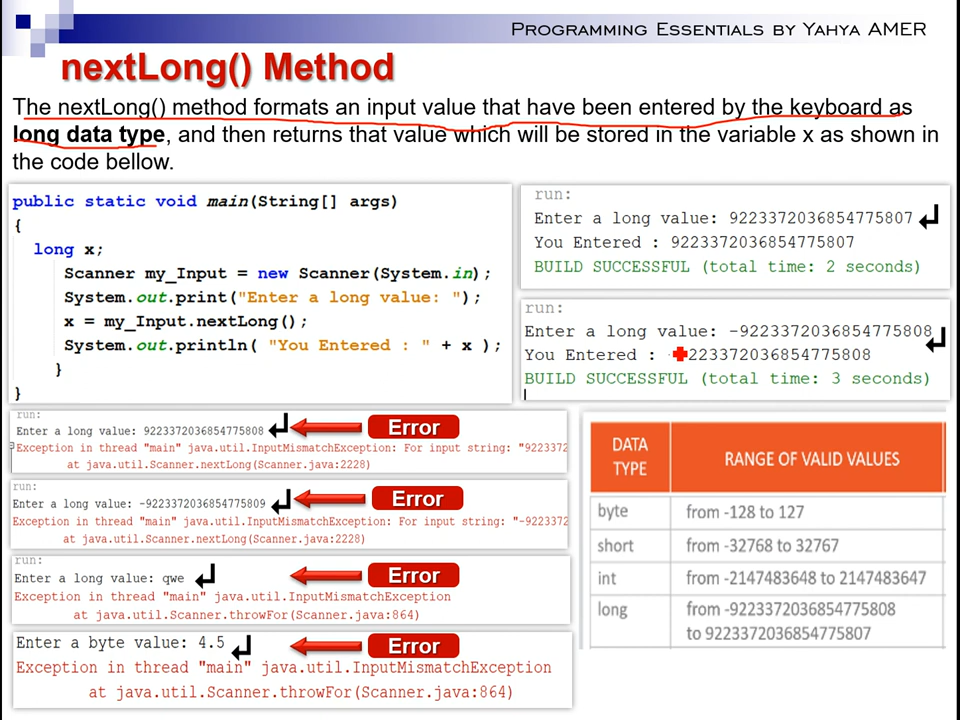 PROGRAMMING ESSENTIALS BY YAHYA AMER
nextLong() Method
The nextLong() method formats an input value that have been entered by the keyboard as
long data type, and then returns that value which will be stored in the variable x as shown in
the code bellow.
public static void main(String[] args)
{
long x;
Scanner my_Input = new Scanner(System.in);
System.out.print("Enter a long value: ");
x = my_Input.nextLong();
System.out.println( "You Entered : " + x );
}
}
run:
Enter a long value: 9223372036854775807
You Entered : 9223372036854775807
BUILD SUCCESSFUL (total time: 2 seconds)
run:
Enter a long value: -9223372036854775808
You Entered : 223372036854775808
BUILD SUCCESSFUL (total time: 3 seconds)
run:
Enter a long value: 9223372036854775808
Error
Exception in thread "main" java.util.InputMismatchException: For input string: "9223372
at java.util.Scanner.nextLong(Scanner.java:2228)
run:
Enter a long value: -9223372036854775809
Error
Exception in thread "main" java.util.InputMismatchException: For input string: "-9223372
at java.util.Scanner.nextLong(Scanner.java:2228)
run:
Enter a long value: qwe
Error
Exception in thread "main" java.util.InputMismatchException
at java.util.Scanner.throwFor(Scanner.java:864)
Enter a byte value: 4.5
Error
Exception in thread "main" java.util.InputMismatchException
at java.util.Scanner.throwFor(Scanner.java:864)
DATA TYPE RANGE OF VALID VALUES
byte from -128 to 127
short from -32768 to 32767
int from -2147483648 to 2147483647
long from -9223372036854775808
to 9223372036854775807